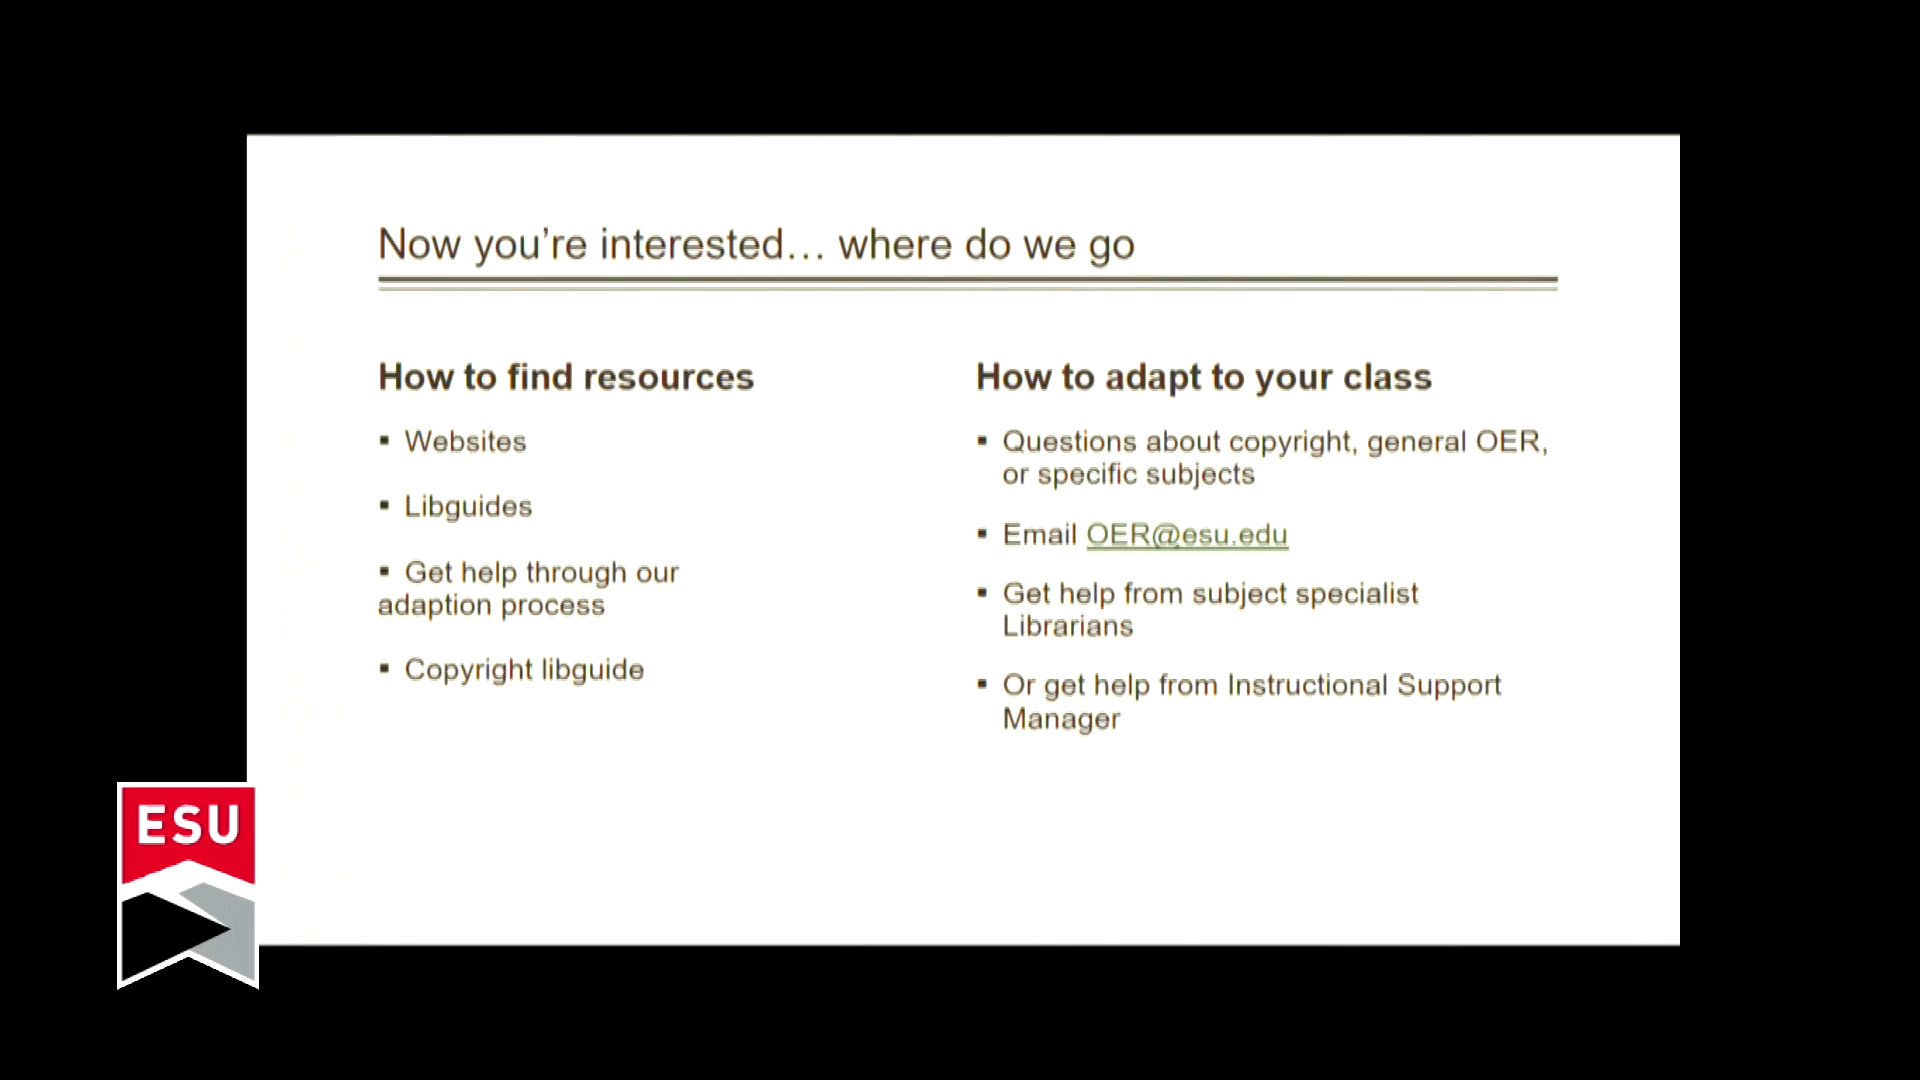 Now you’re interested… where do we go
How to find resources
▪ Websites
▪ Libguides
▪ Get help through our
adaption process
▪ Copyright libguide
How to adapt to your class
▪ Questions about copyright, general OER,
or specific subjects
▪ Email OER@esu.edu
▪ Get help from subject specialist
Librarians
▪ Or get help from Instructional Support
Manager
ESU